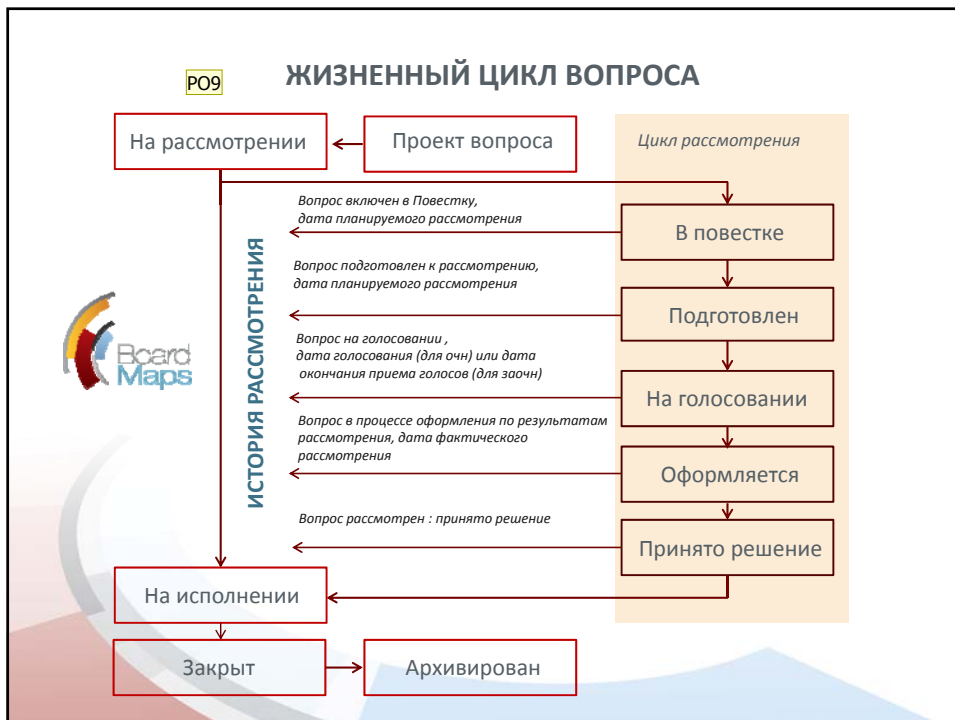 PO9
ЖИЗНЕННЫЙ ЦИКЛ ВОПРОСА
На рассмотрении
Проект вопроса
Цикл рассмотрения
Вопрос включен в Повестку,
дата планируемого рассмотрения
В повестке
Вопрос подготовлен к рассмотрению,
дата планируемого рассмотрения
Подготовлен
Вопрос на голосовании ,
дата голосования (для очн) или дата
окончания приема голосов (для заочн)
На голосовании
Вопрос в процессе оформления по результатам
рассмотрения, дата фактического
рассмотрения
Оформляется
Вопрос рассмотрен : принято решение
Принято решение
ИСТОРИЯ РАССМОТРЕНИЯ
Board
Maps
На исполнении
Закрыт
Архивирован